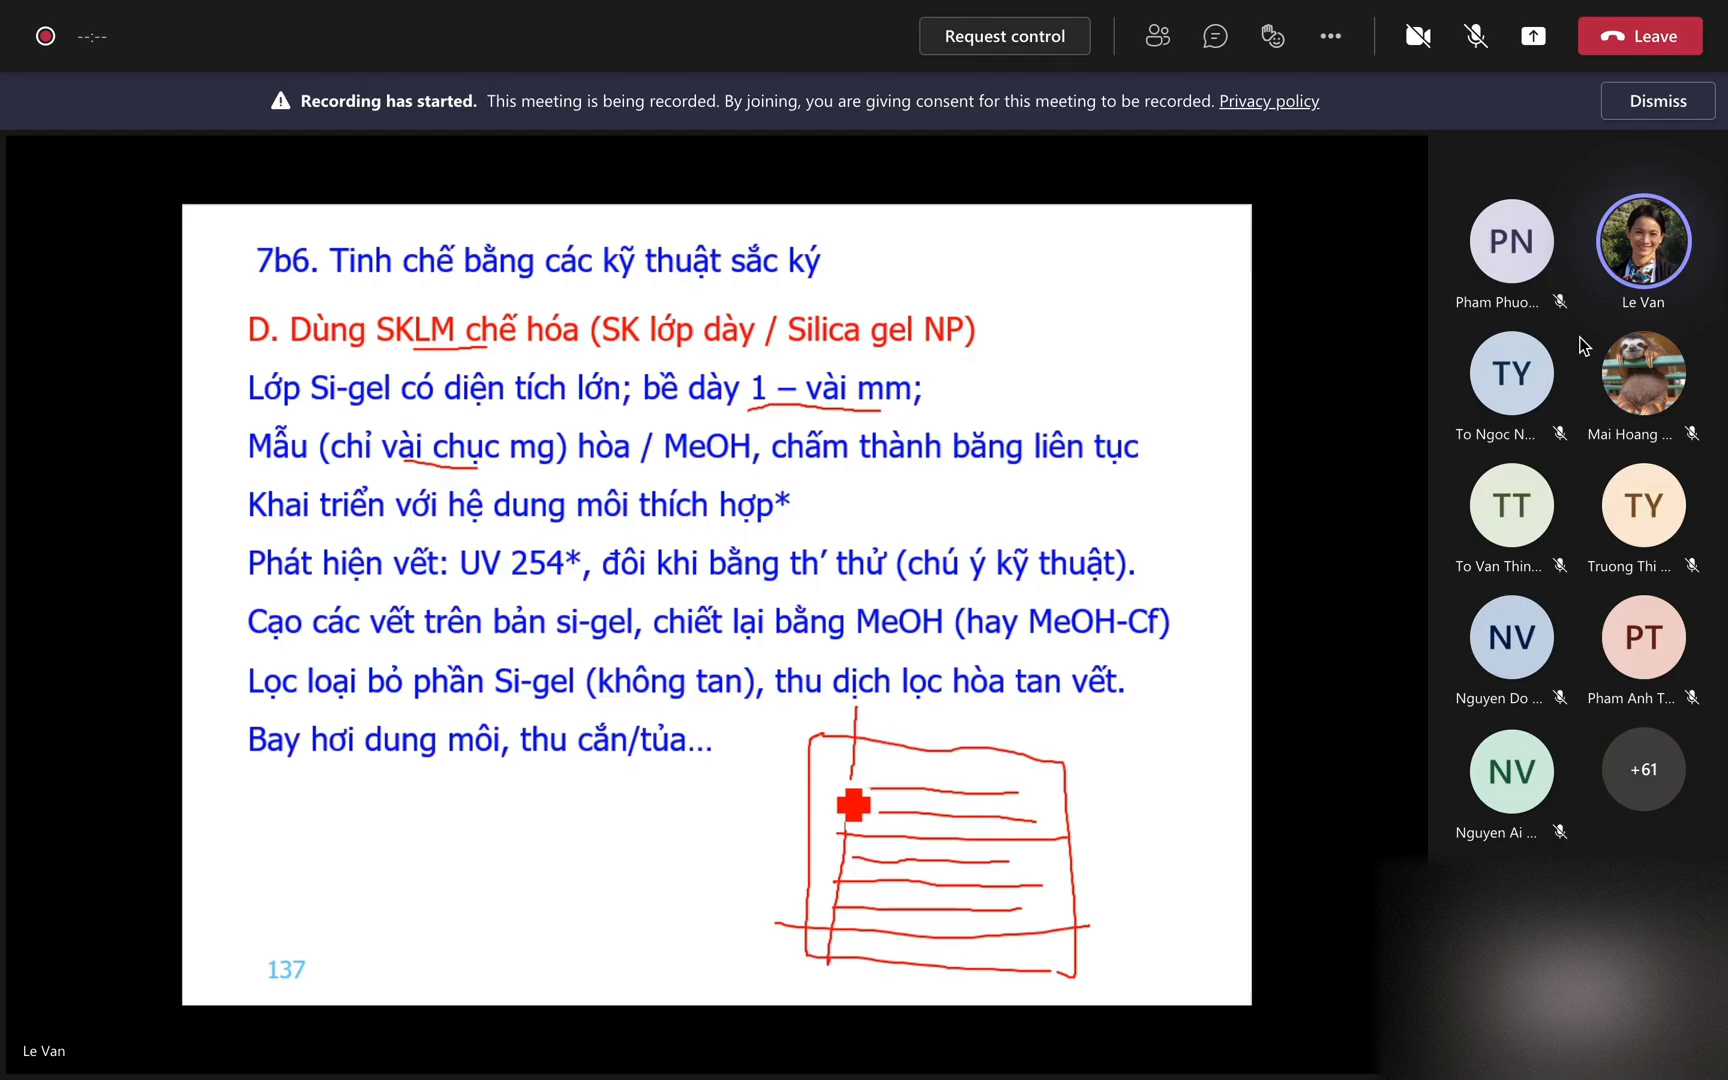 --:--
Request control
Leave
Recording has started. This meeting is being recorded. By joining, you are giving consent for this meeting to be recorded. Privacy policy
Dismiss
7b6. Tinh chế bằng các kỹ thuật sắc ký
D. Dùng SKLM chế hóa (SK lớp dày / Silica gel NP)
Lớp Si-gel có diện tích lớn; bề dày 1 – vài mm;
Mẫu (chỉ vài chục mg) hòa / MeOH, chấm thành băng liên tục
Khai triển với hệ dung môi thích hợp*
Phát hiện vết: UV 254*, đôi khi bằng th’ thử (chú ý kỹ thuật).
Cạo các vết trên bản si-gel, chiết lại bằng MeOH (hay MeOH-Cf)
Lọc loại bỏ phần Si-gel (không tan), thu dịch lọc hòa tan vết.
Bay hơi dung môi, thu cắn/tủa...
137
Le Van
PN
Pham Phuo...
Le Van
TY
To Ngoc N...
Mai Hoang ...
TT
To Van Thin...
TY
Truong Thi ...
NV
Nguyen Do ...
PT
Pham Anh T...
NV
Nguyen Ai ...
+61